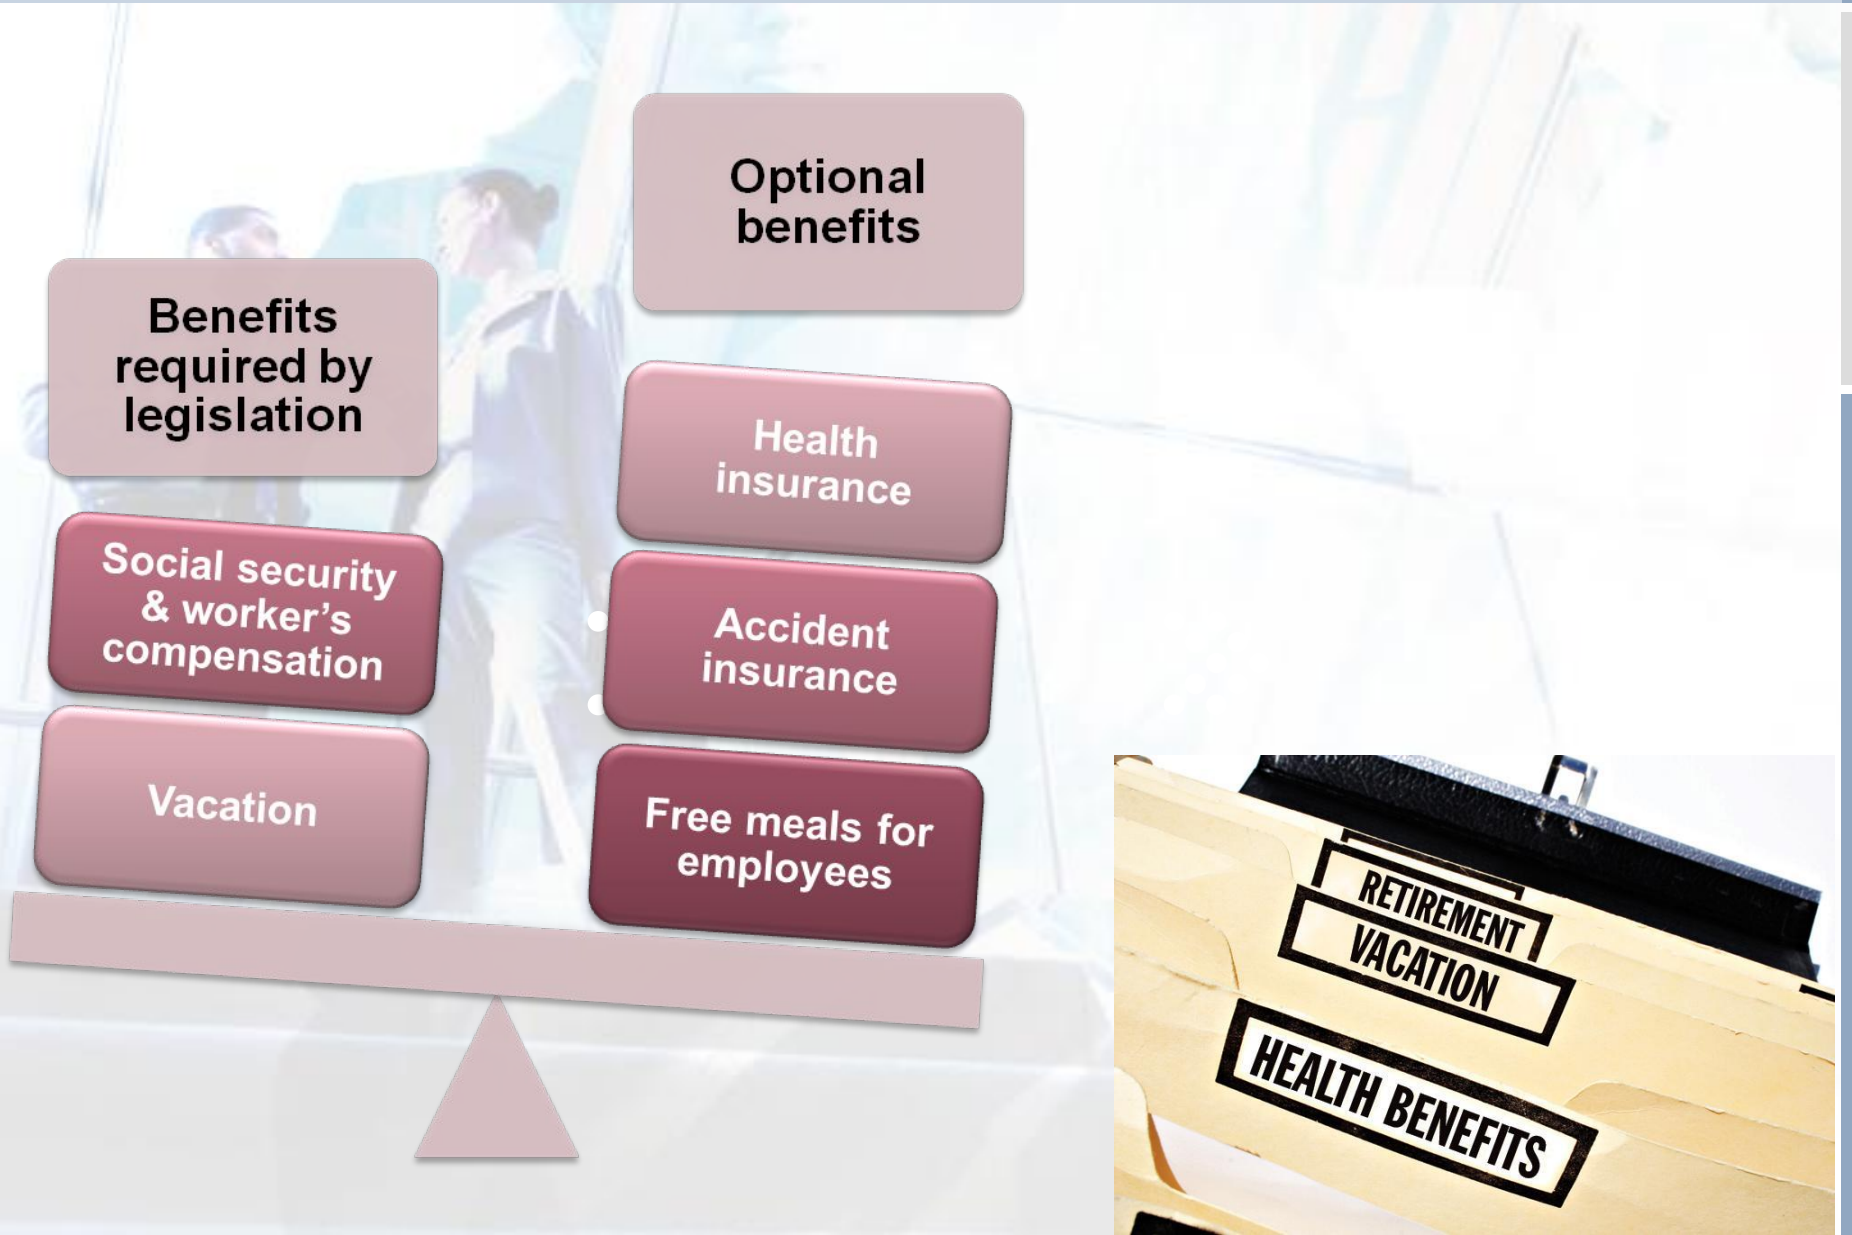 Optional
benefits
Benefits
required by
legislation
Health
insurance
Social security
& worker’s
compensation
Accident
insurance
Vacation
Free meals for
employees
RETIREMENT
VACATION
HEALTH BENEFITS